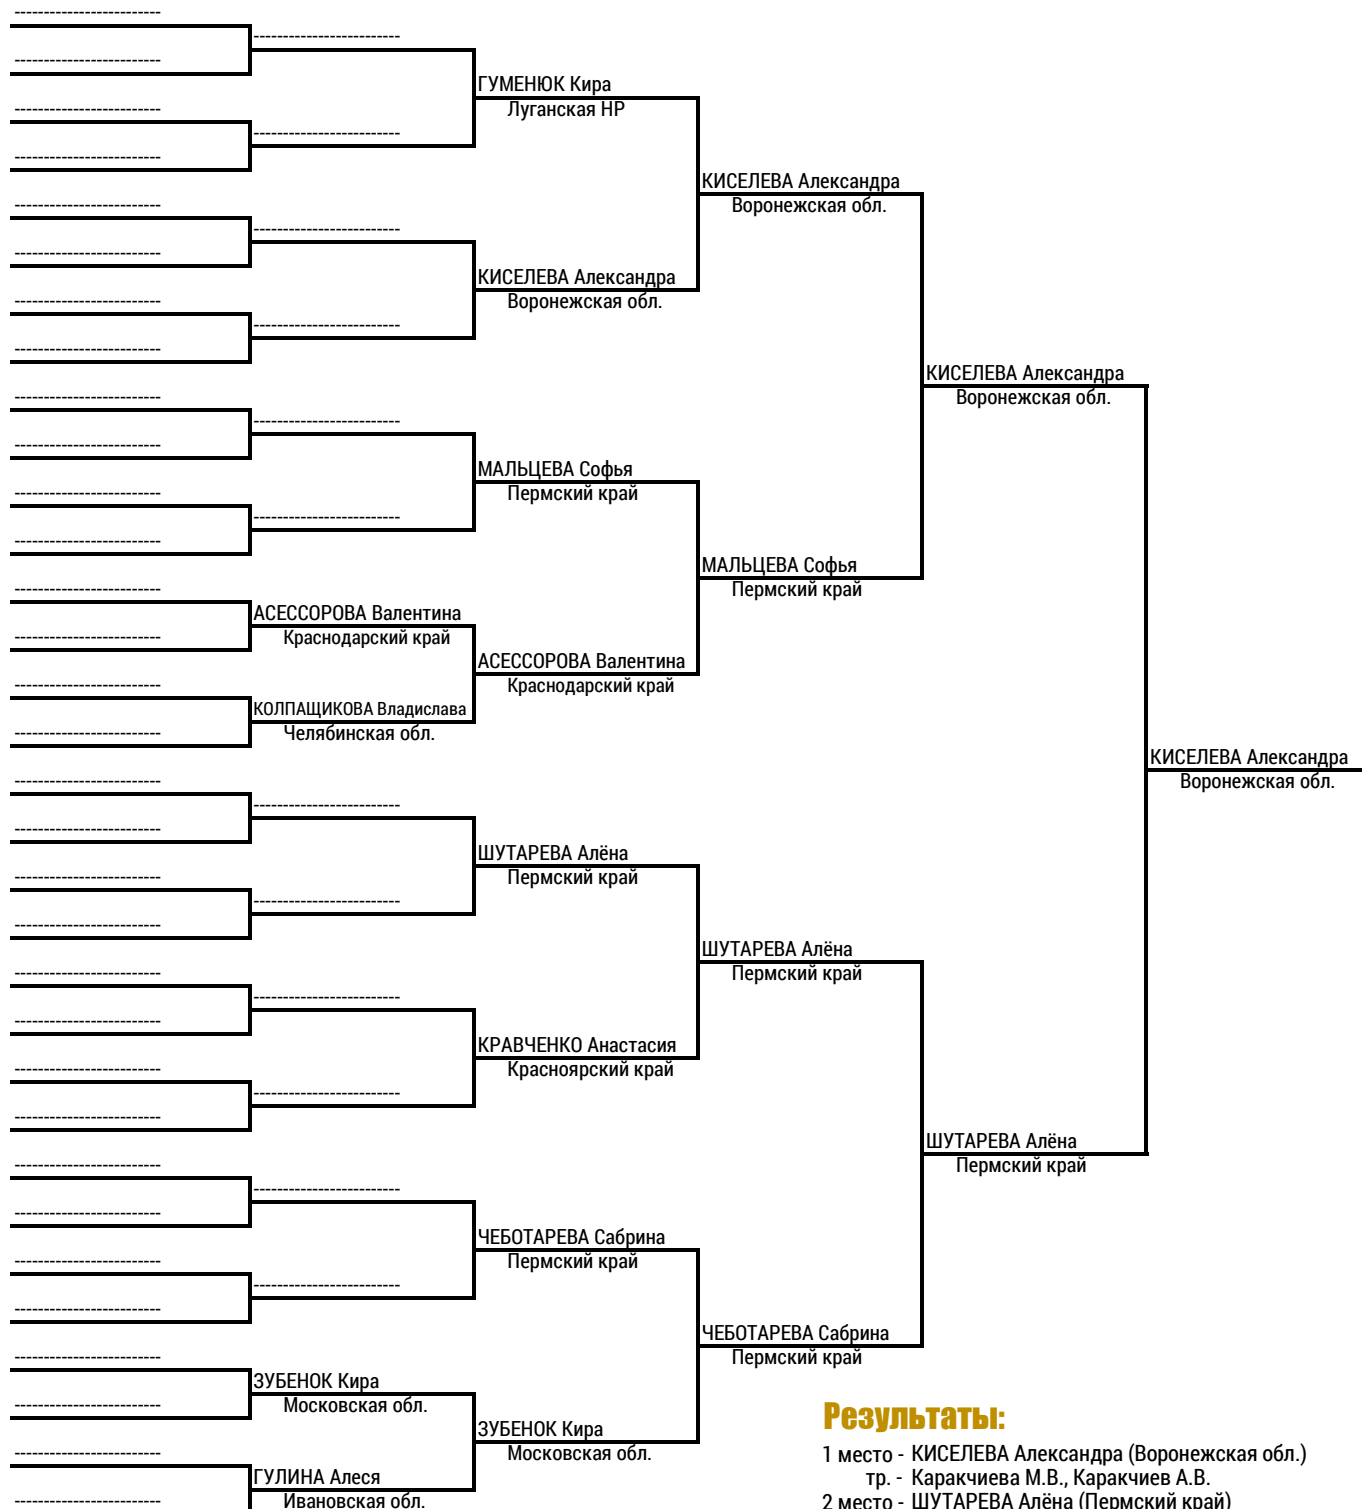 -------------------------
-------------------------
-------------------------
ГУМЕНЮК Кира
Луганская НР
-------------------------
-------------------------
-------------------------
КИСЕЛЕВА Александра
Воронежская обл.
-------------------------
-------------------------
-------------------------
КИСЕЛЕВА Александра
Воронежская обл.
-------------------------
-------------------------
-------------------------
КИСЕЛЕВА Александра
Воронежская обл.
-------------------------
-------------------------
-------------------------
МАЛЬЦЕВА Софья
Пермский край
-------------------------
-------------------------
-------------------------
МАЛЬЦЕВА Софья
Пермский край
-------------------------
АСЕССОРОВА Валентина
Краснодарский край
-------------------------
АСЕССОРОВА Валентина
Краснодарский край
-------------------------
КОЛПАЩИКОВА Владислава
Челябинская обл.
-------------------------
КИСЕЛЕВА Александра
Воронежская обл.
-------------------------
-------------------------
-------------------------
ШУТАРЕВА Алёна
Пермский край
-------------------------
-------------------------
-------------------------
ШУТАРЕВА Алёна
Пермский край
-------------------------
-------------------------
-------------------------
КРАВЧЕНКО Анастасия
Красноярский край
-------------------------
-------------------------
-------------------------
ШУТАРЕВА Алёна
Пермский край
-------------------------
-------------------------
-------------------------
ЧЕБОТАРЕВА Сабрина
Пермский край
-------------------------
-------------------------
-------------------------
ЧЕБОТАРЕВА Сабрина
Пермский край
-------------------------
ЗУБЕНОК Кира
Московская обл.
-------------------------
ЗУБЕНОК Кира
Московская обл.
-------------------------
ГУЛИНА Алеся
Ивановская обл.
-------------------------
Результаты:
1 место - КИСЕЛЕВА Александра (Воронежская обл.)
тр. - Каракчиева М.В., Каракчиев А.В.
2 место - ШУТАРЕВА Алёна (Пермский край)